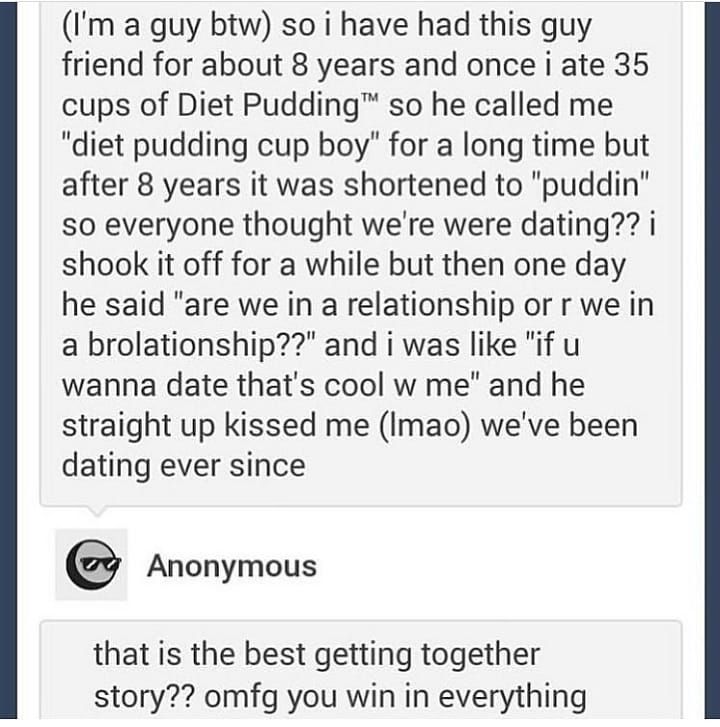 (I'm a guy btw) so i have had this guy
friend for about 8 years and once i ate 35
cups of Diet Pudding™ so he called me
"diet pudding cup boy" for a long time but
after 8 years it was shortened to "puddin"
so everyone thought we're were dating?? i
shook it off for a while but then one day
he said "are we in a relationship or r we in
a brolationship??" and i was like "if u
wanna date that's cool w me" and he
straight up kissed me (lmao) we've been
dating ever since
Anonymous
that is the best getting together
story?? omfg you win in everything